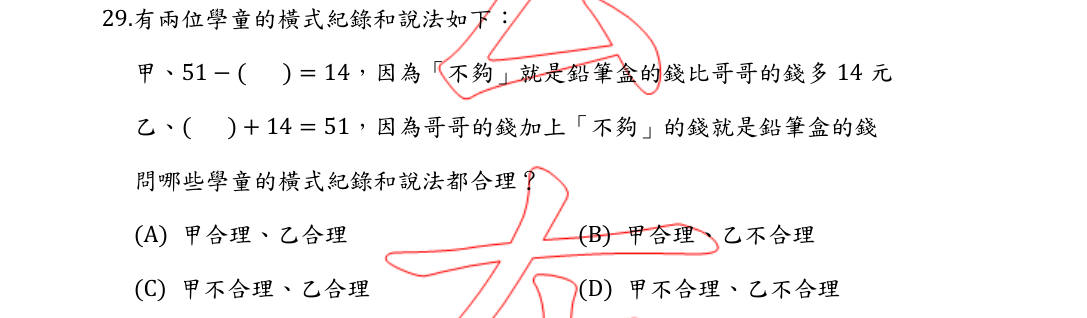 29.有兩位學童的橫式紀錄和說法如下：
甲、51 − (　　) = 14，因為「不夠」就是鉛筆盒的錢比哥哥的錢多 14 元
乙、(　　) + 14 = 51，因為哥哥的錢加上「不夠」的錢就是鉛筆盒的錢
問哪些學童的橫式紀錄和說法都合理？
(A) 甲合理、乙合理　　(B) 甲合理、乙不合理
(C) 甲不合理、乙合理　　(D) 甲不合理、乙不合理